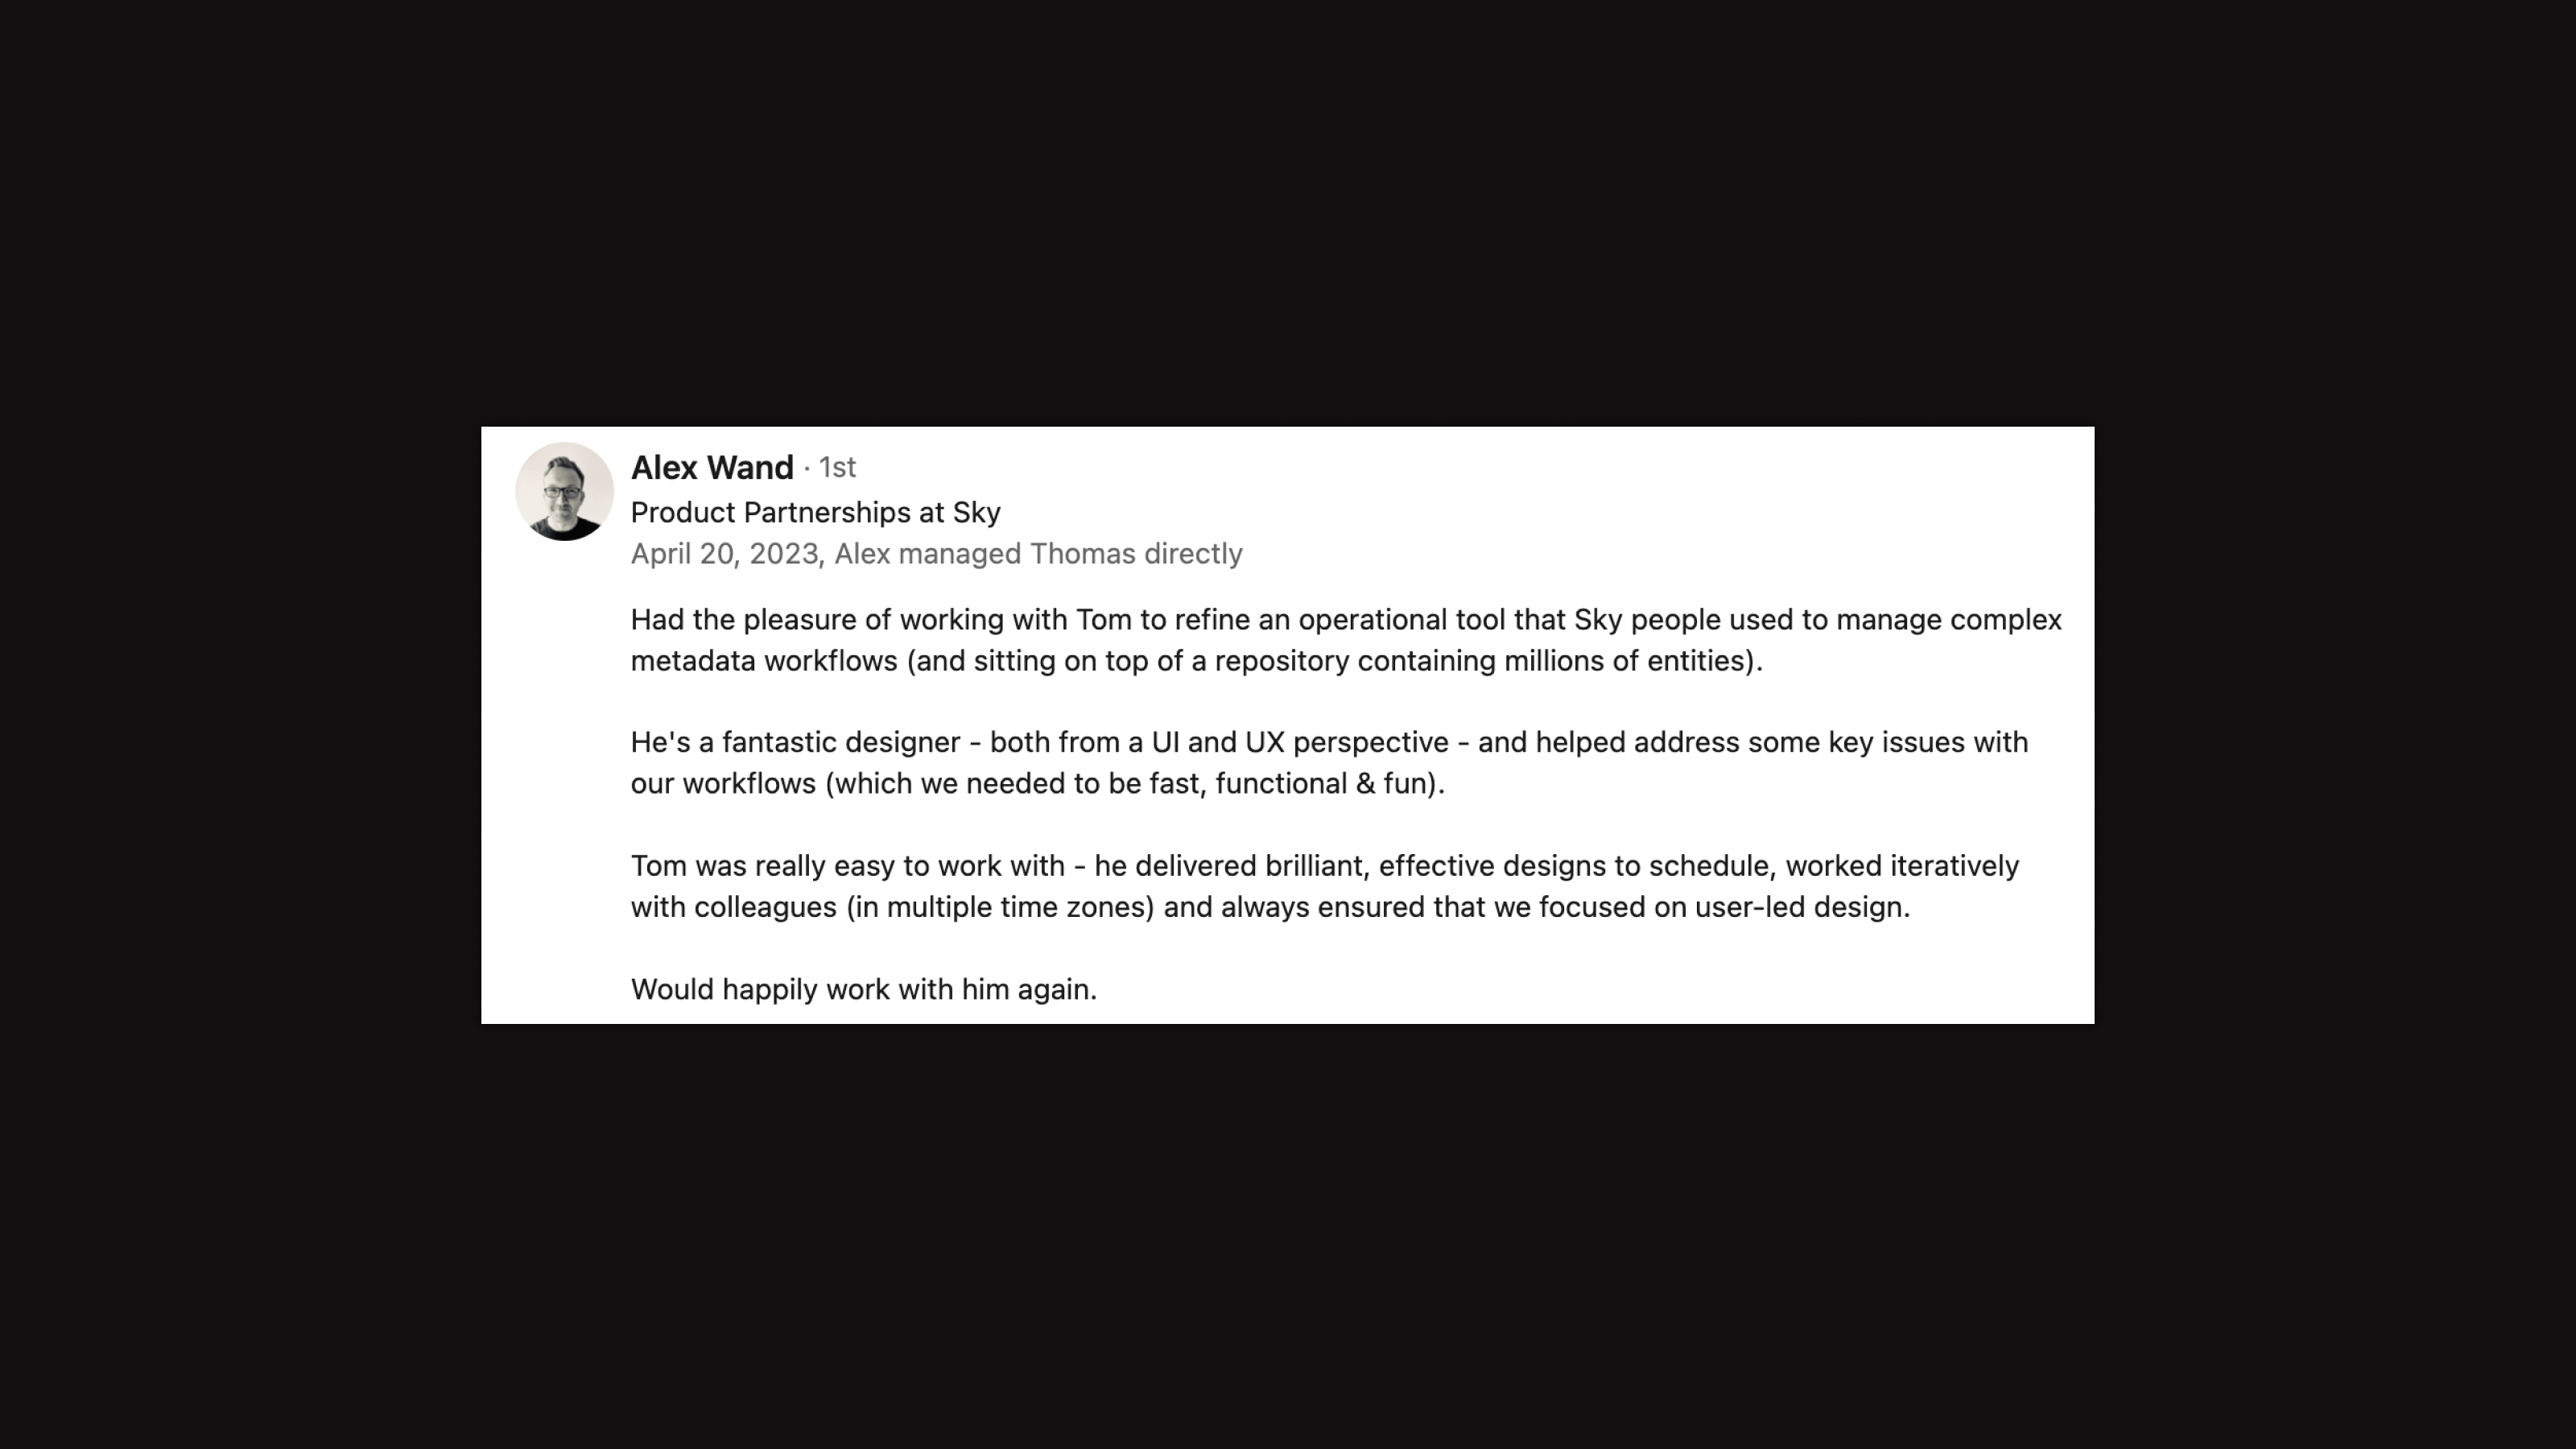 Alex Wand · 1st
Product Partnerships at Sky
April 20, 2023, Alex managed Thomas directly
Had the pleasure of working with Tom to refine an operational tool that Sky people used to manage complex
metadata workflows (and sitting on top of a repository containing millions of entities).
He's a fantastic designer - both from a UI and UX perspective - and helped address some key issues with
our workflows (which we needed to be fast, functional & fun).
Tom was really easy to work with - he delivered brilliant, effective designs to schedule, worked iteratively
with colleagues (in multiple time zones) and always ensured that we focused on user-led design.
Would happily work with him again.